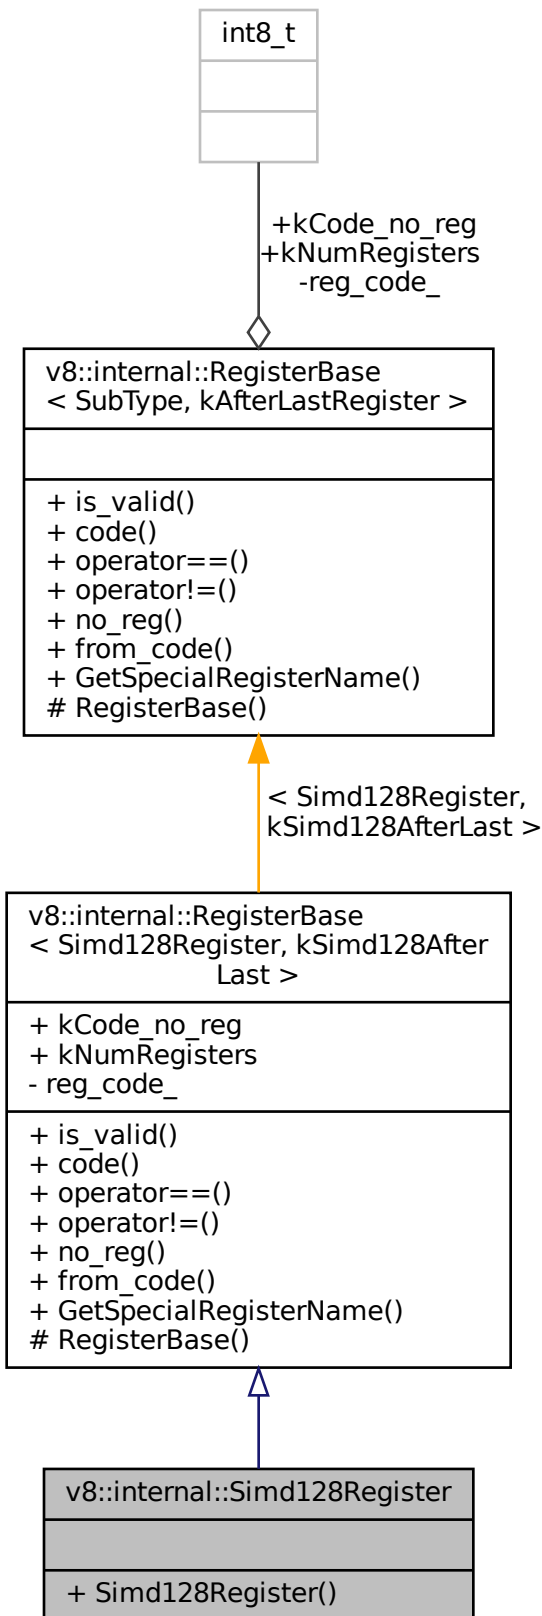 int8_t
+kCode_no_reg
+kNumRegisters
-reg_code_
v8::internal::RegisterBase
< SubType, kAfterLastRegister >
+ is_valid()
+ code()
+ operator==()
+ operator!=()
+ no_reg()
+ from_code()
+ GetSpecialRegisterName()
# RegisterBase()
< Simd128Register,
kSimd128AfterLast >
v8::internal::RegisterBase
< Simd128Register, kSimd128After
Last >
+ kCode_no_reg
+ kNumRegisters
- reg_code_
+ is_valid()
+ code()
+ operator==()
+ operator!=()
+ no_reg()
+ from_code()
+ GetSpecialRegisterName()
# RegisterBase()
v8::internal::Simd128Register
+ Simd128Register()